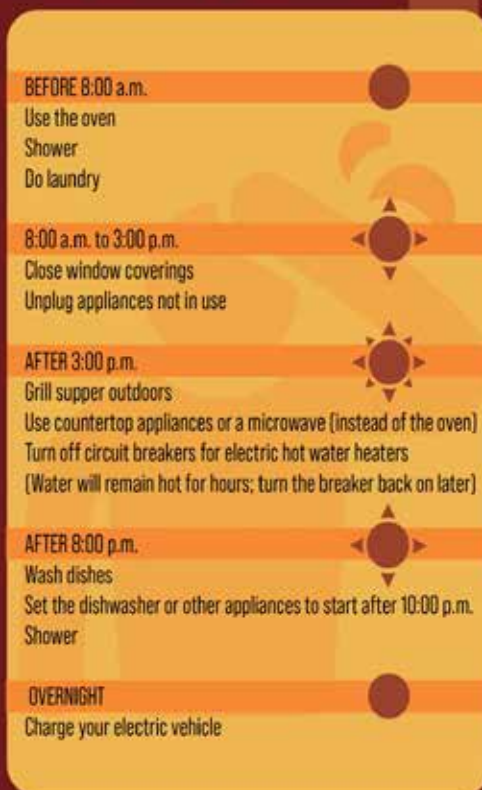 BEFORE 8:00 a.m.
Use the oven
Shower
Do laundry
8:00 a.m. to 3:00 p.m.
Close window coverings
Unplug appliances not in use
AFTER 3:00 p.m.
Grill supper outdoors
Use countertop appliances or a microwave (instead of the oven)
Turn off circuit breakers for electric hot water heaters
(Water will remain hot for hours; turn the breaker back on later)
AFTER 8:00 p.m.
Wash dishes
Set the dishwasher or other appliances to start after 10:00 p.m.
Shower
OVERNIGHT
Charge your electric vehicle